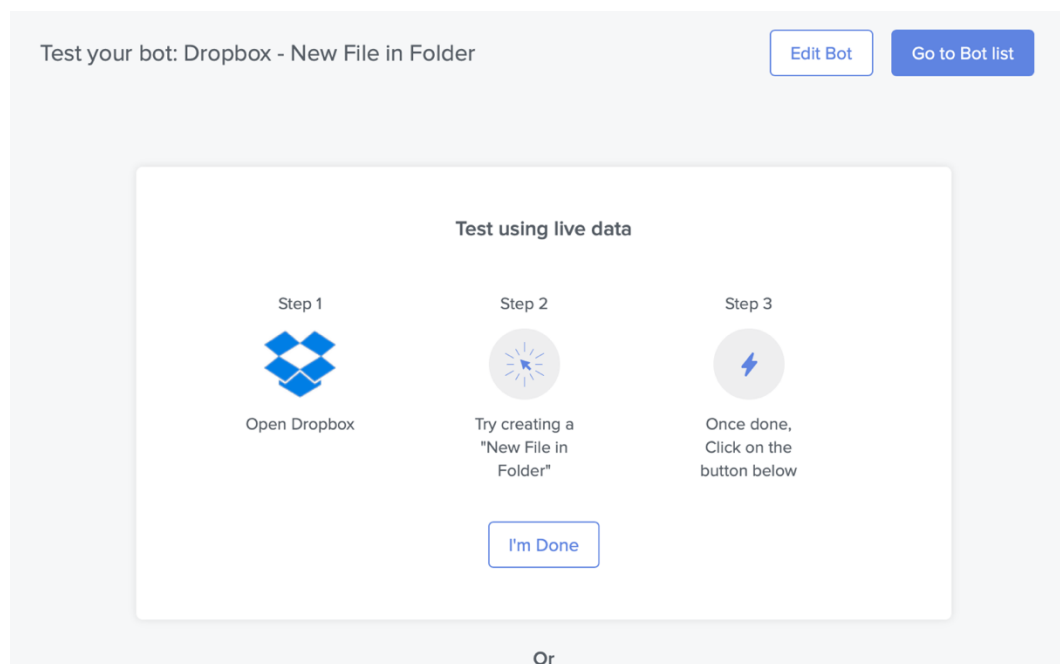 Test your bot: Dropbox - New File in Folder
Edit Bot
Go to Bot list
Test using live data
Step 1
Step 2
Step 3
Open Dropbox
Try creating a
"New File in
Folder"
Once done,
Click on the
button below
I'm Done
Or